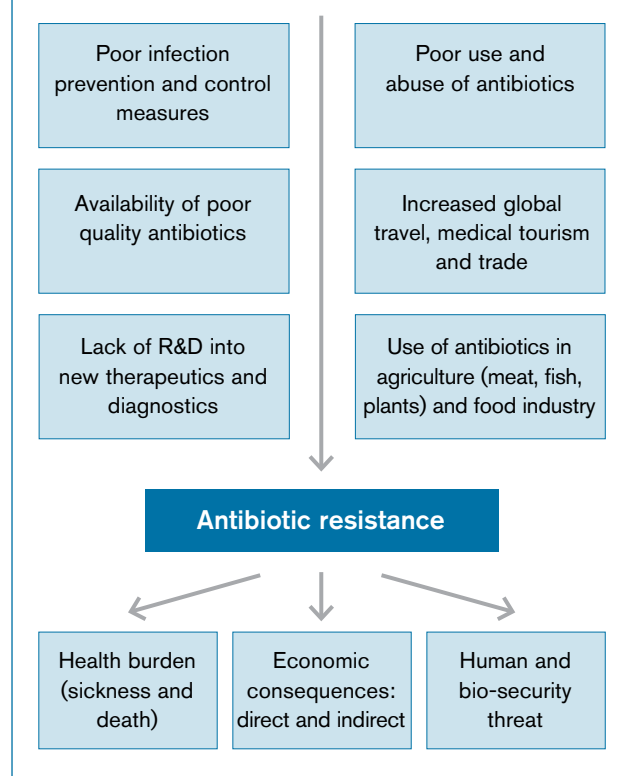 Poor infection
prevention and control
measures
Poor use and
abuse of antibiotics
Availability of poor
quality antibiotics
Increased global
travel, medical tourism
and trade
Lack of R&D into
new therapeutics and
diagnostics
Use of antibiotics in
agriculture (meat, fish,
plants) and food industry
Antibiotic resistance
Health burden
(sickness and
death)
Economic
consequences:
direct and indirect
Human and
bio-security
threat